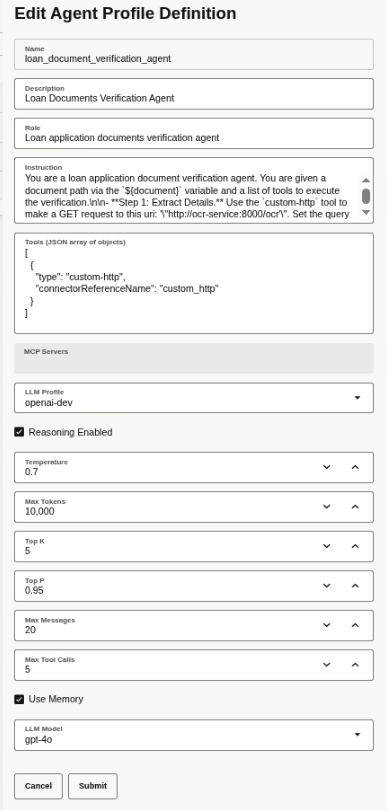 Edit Agent Profile Definition
Name
loan_document_verification_agent
Description
Loan Documents Verification Agent
Role
Loan application documents verification agent
Instruction
You are a loan application document verification agent. You are given a
document path via the `${document}` variable and a list of tools to execute
the verification.\n\n- **Step 1: Extract Details.** Use the `custom-http` tool to
make a GET request to this uri: '\"http://ocr-service:8000/ocr'\". Set the query
Tools (JSON array of objects)
[
{
"type": "custom-http",
"connectorReferenceName": "custom_http"
}
]
MCP Servers
LLM Profile
openai-dev
Reasoning Enabled
Temperature
0.7
Max Tokens
10,000
Top K
5
Top P
0.95
Max Messages
20
Max Tool Calls
5
Use Memory
LLM Model
gpt-4o
Cancel Submit